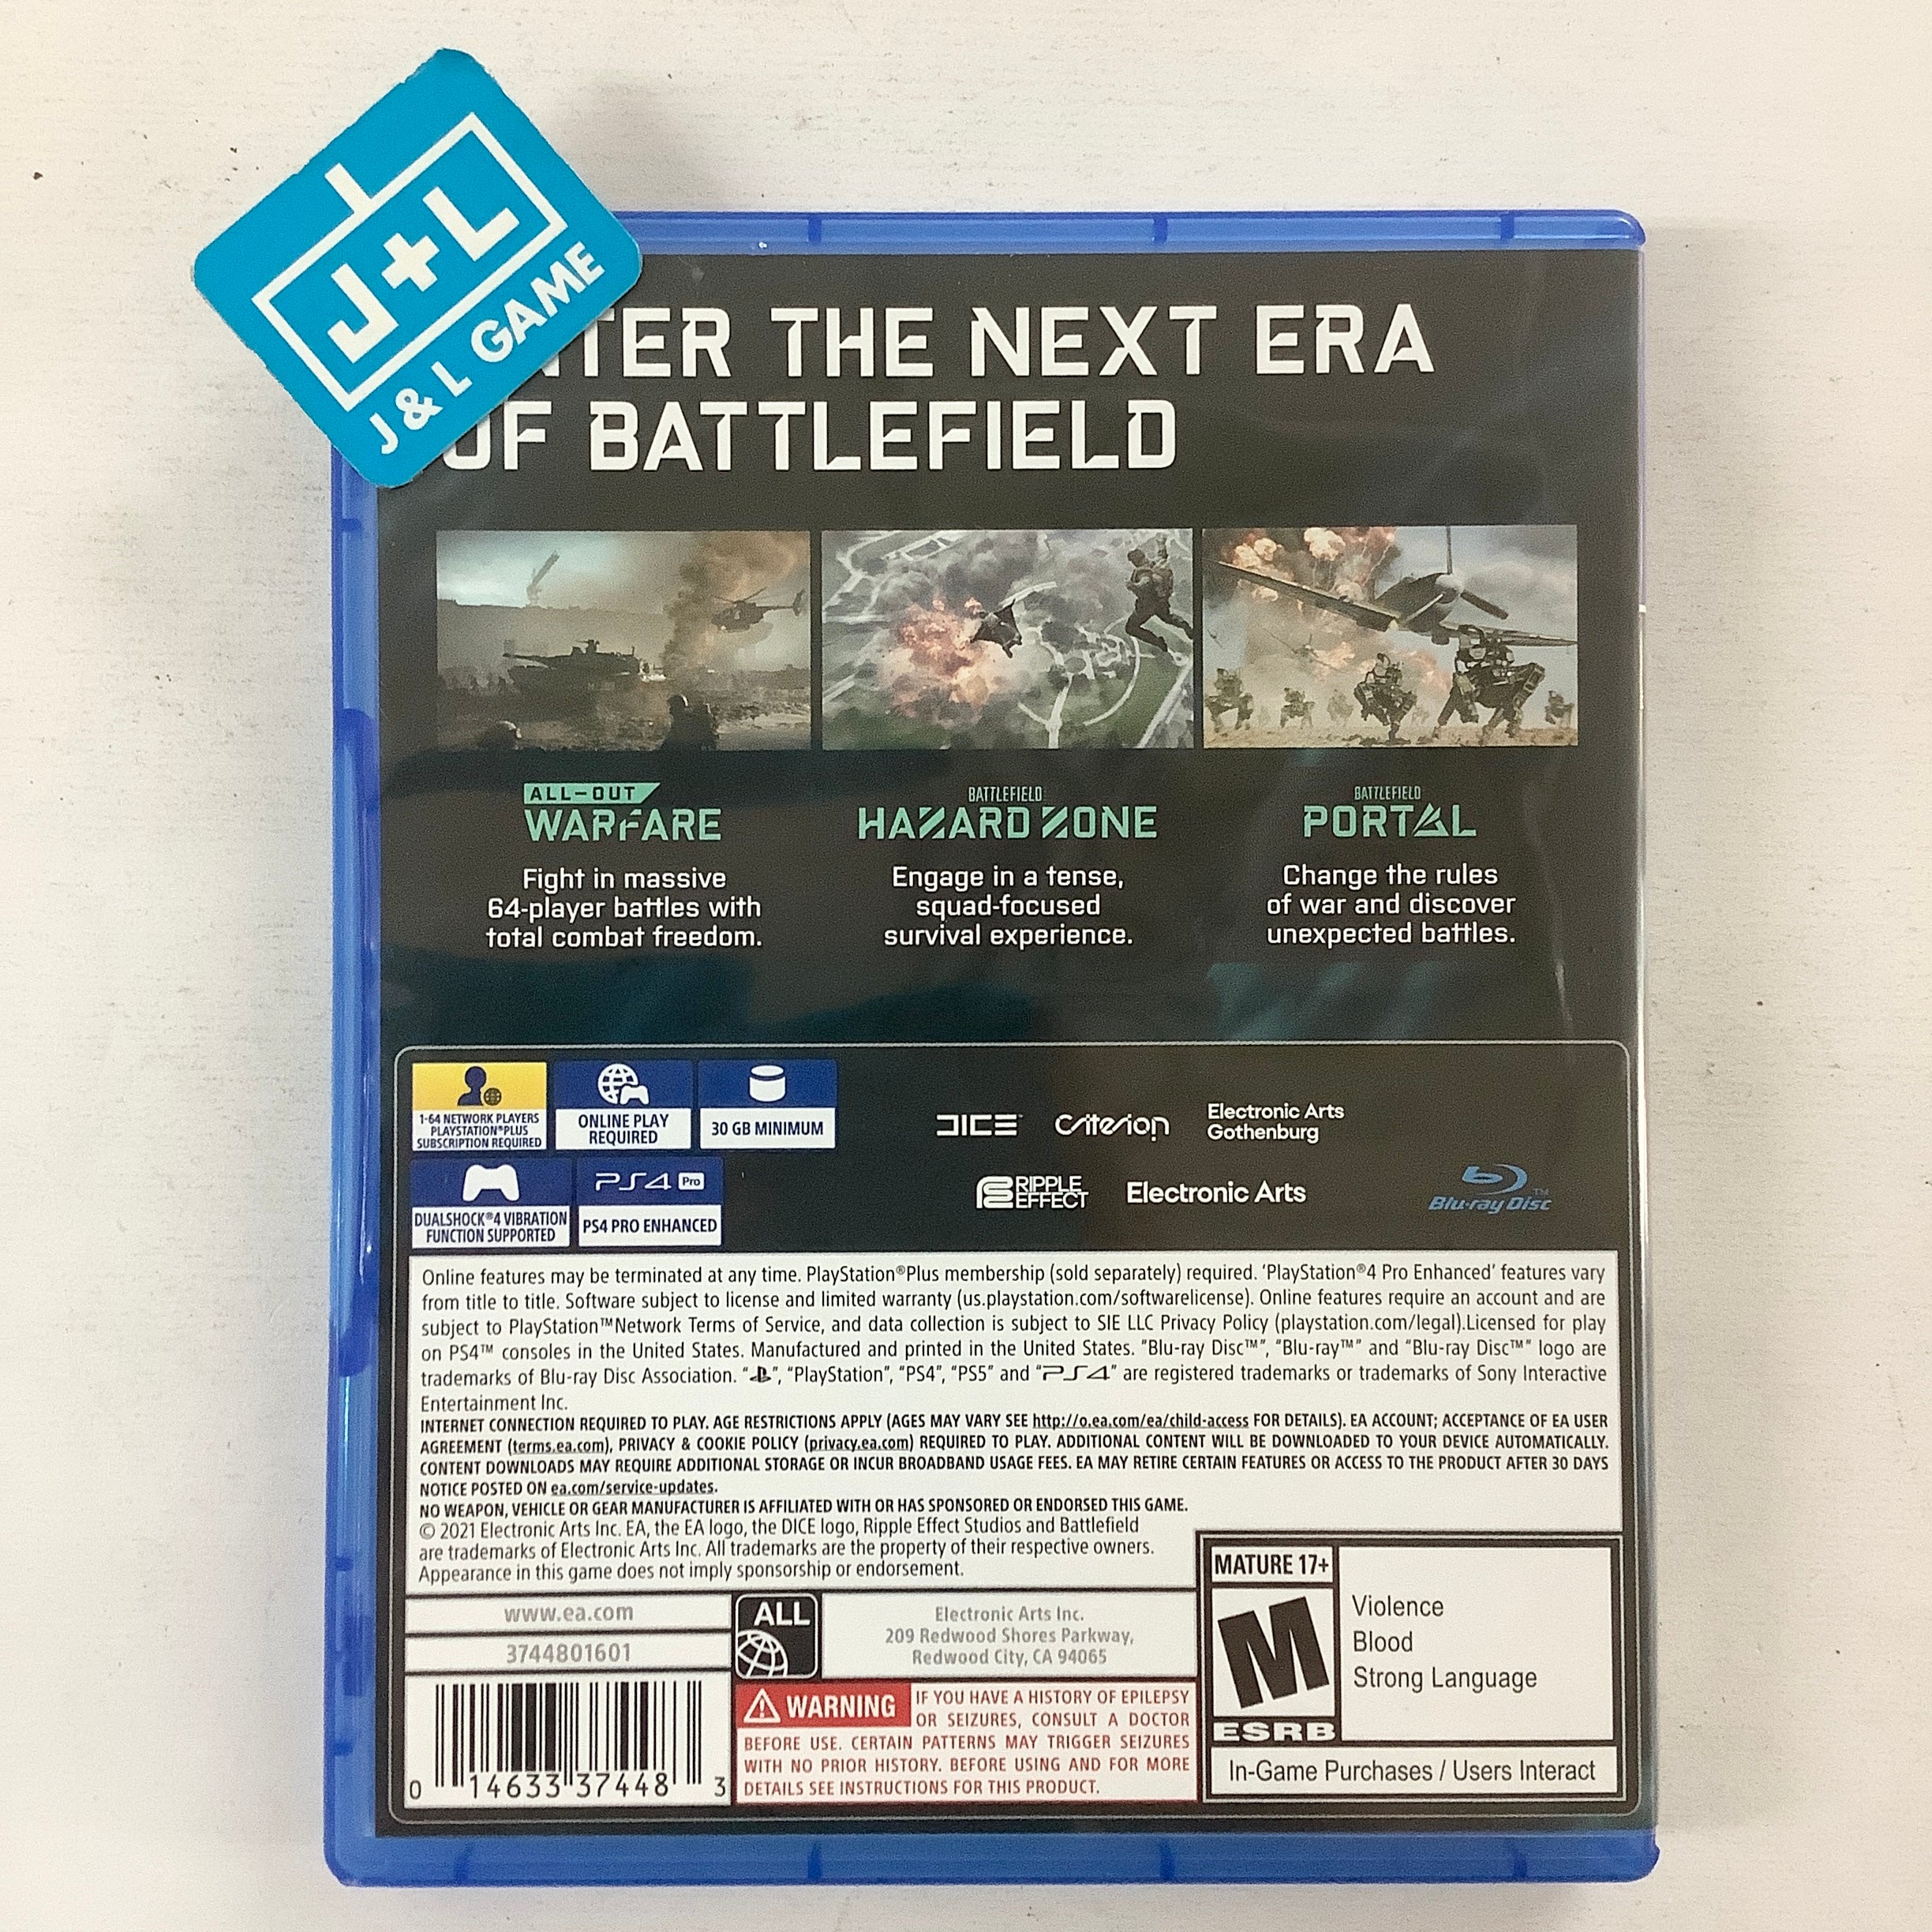 J+L
J & L GAME
TER THE NEXT ERA
OF BATTLEFIELD
ALL-OUT
WARFARE
Fight in massive
64-player battles with
total combat freedom.
BATTLEFIELD
HAZARD ZONE
Engage in a tense,
squad-focused
survival experience.
BATTLEFIELD
PORTAL
Change the rules
of war and discover
unexpected battles.
1-64 NETWORK PLAYERS
PLAYSTATION®PLUS
SUBSCRIPTION REQUIRED
ONLINE PLAY
REQUIRED
30 GB MINIMUM
DUALSHOCK®4 VIBRATION
FUNCTION SUPPORTED
PS4 Pro
PS4 PRO ENHANCED
DICE
Criterion
Electronic Arts
Gothenburg
RIPPLE
EFFECT
Electronic Arts
Blu-ray Disc™
Online features may be terminated at any time. PlayStation®Plus membership (sold separately) required. 'PlayStation®4 Pro Enhanced' features vary
from title to title. Software subject to license and limited warranty (us.playstation.com/softwarelicense). Online features require an account and are
subject to PlayStation™Network Terms of Service, and data collection is subject to SIE LLC Privacy Policy (playstation.com/legal).Licensed for play
on PS4™ consoles in the United States. Manufactured and printed in the United States. "Blu-ray Disc™", "Blu-ray™" and "Blu-ray Disc™" logo are
trademarks of Blu-ray Disc Association. "PS", "PlayStation", "PS4", "PS5" and "PS4" are registered trademarks or trademarks of Sony Interactive
Entertainment Inc.
INTERNET CONNECTION REQUIRED TO PLAY. AGE RESTRICTIONS APPLY (AGES MAY VARY SEE http://o.ea.com/ea/child-access FOR DETAILS). EA ACCOUNT; ACCEPTANCE OF EA USER
AGREEMENT (terms.ea.com), PRIVACY & COOKIE POLICY (privacy.ea.com) REQUIRED TO PLAY. ADDITIONAL CONTENT WILL BE DOWNLOADED TO YOUR DEVICE AUTOMATICALLY.
CONTENT DOWNLOADS MAY REQUIRE ADDITIONAL STORAGE OR INCUR BROADBAND USAGE FEES. EA MAY RETIRE CERTAIN FEATURES OR ACCESS TO THE PRODUCT AFTER 30 DAYS
NOTICE POSTED ON ea.com/service-updates.
NO WEAPON, VEHICLE OR GEAR MANUFACTURER IS AFFILIATED WITH OR HAS SPONSORED OR ENDORSED THIS GAME.
© 2021 Electronic Arts Inc. EA, the EA logo, the DICE logo, Ripple Effect Studios and Battlefield
are trademarks of Electronic Arts Inc. All trademarks are the property of their respective owners.
Appearance in this game does not imply sponsorship or endorsement.
www.ea.com
3744801601
0 14633 37448 3
ALL
Electronic Arts Inc.
209 Redwood Shores Parkway,
Redwood City, CA 94065
WARNING IF YOU HAVE A HISTORY OF EPILEPSY
OR SEIZURES, CONSULT A DOCTOR
BEFORE USE. CERTAIN PATTERNS MAY TRIGGER SEIZURES
WITH NO PRIOR HISTORY. BEFORE USING AND FOR MORE
DETAILS SEE INSTRUCTIONS FOR THIS PRODUCT.
MATURE 17+
M
ESRB
Violence
Blood
Strong Language
In-Game Purchases / Users Interact